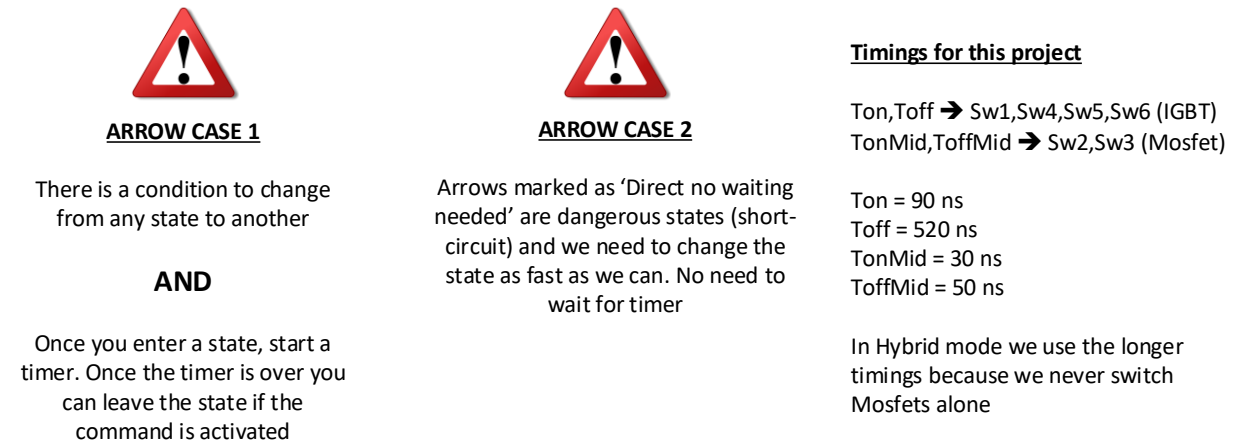 ARROW CASE 1
There is a condition to change
from any state to another
AND
Once you enter a state, start a
timer. Once the timer is over you
can leave the state if the
command is activated
ARROW CASE 2
Arrows marked as ‘Direct no waiting
needed’ are dangerous states (short-
circuit) and we need to change the
state as fast as we can. No need to
wait for timer
Timings for this project
Ton,Toff ➔ Sw1,Sw4,Sw5,Sw6 (IGBT)
TonMid,ToffMid ➔ Sw2,Sw3 (Mosfet)
Ton = 90 ns
Toff = 520 ns
TonMid = 30 ns
ToffMid = 50 ns
In Hybrid mode we use the longer
timings because we never switch
Mosfets alone